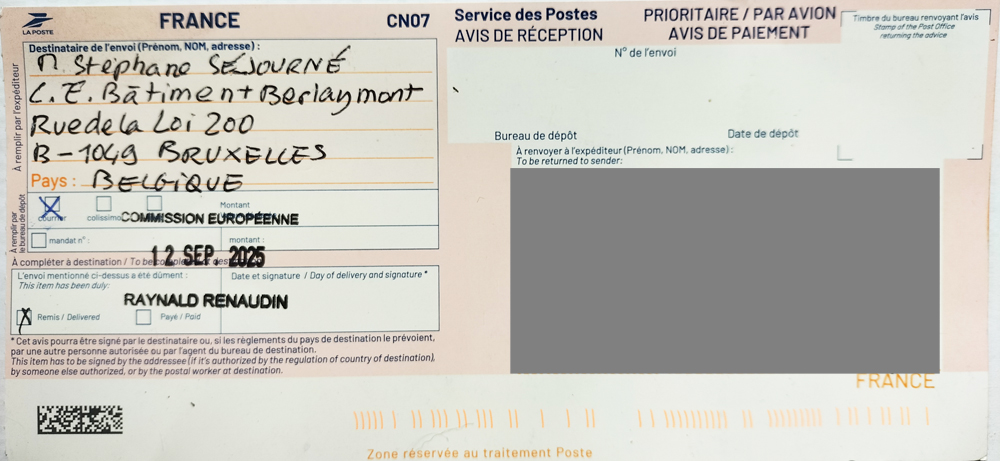 LA POSTE
FRANCE
CN07
Destinataire de l'envoi (Prénom, NOM, adresse) :
M. Stéphane SÉJOURNÉ
C.E. Bâtiment Berlaymont
Rue de la Loi 200
B-1049 BRUXELLES
Pays : BELGIQUE
À remplir par l'expéditeur
À remplir par
le bureau de dépôt
courrier
colissimo
Montant
COMMISSION EUROPÉENNE
mandat n° :
montant :
12 SEP. 2025
À compléter à destination / To be completed at destination
L'envoi mentionné ci-dessus a été dûment :
This item has been duly:
Date et signature / Day of delivery and signature *
RAYNALD RENAUDIN
Remis / Delivered
Payé / Paid
* Cet avis pourra être signé par le destinataire ou, si les règlements du pays de destination le prévoient,
par une autre personne autorisée ou par l'agent du bureau de destination.
This item has to be signed by the addressee (if it's authorized by the regulation of country of destination),
by someone else authorized, or by the postal worker at destination.
Service des Postes
AVIS DE RÉCEPTION
PRIORITAIRE / PAR AVION
AVIS DE PAIEMENT
Timbre du bureau renvoyant l'avis
Stamp of the Post Office
returning the advice
N° de l'envoi
Bureau de dépôt
Date de dépôt
À renvoyer à l'expéditeur (Prénom, NOM, adresse) :
To be returned to sender:
FRANCE
Zone réservée au traitement Poste